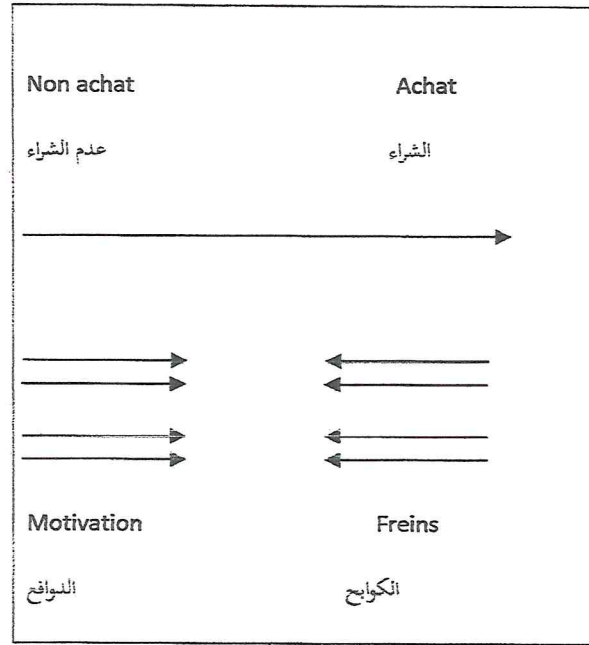 Non achat
Achat
عدم الشراء
الشراء
Motivation
Freins
الدوافع
الكوابح